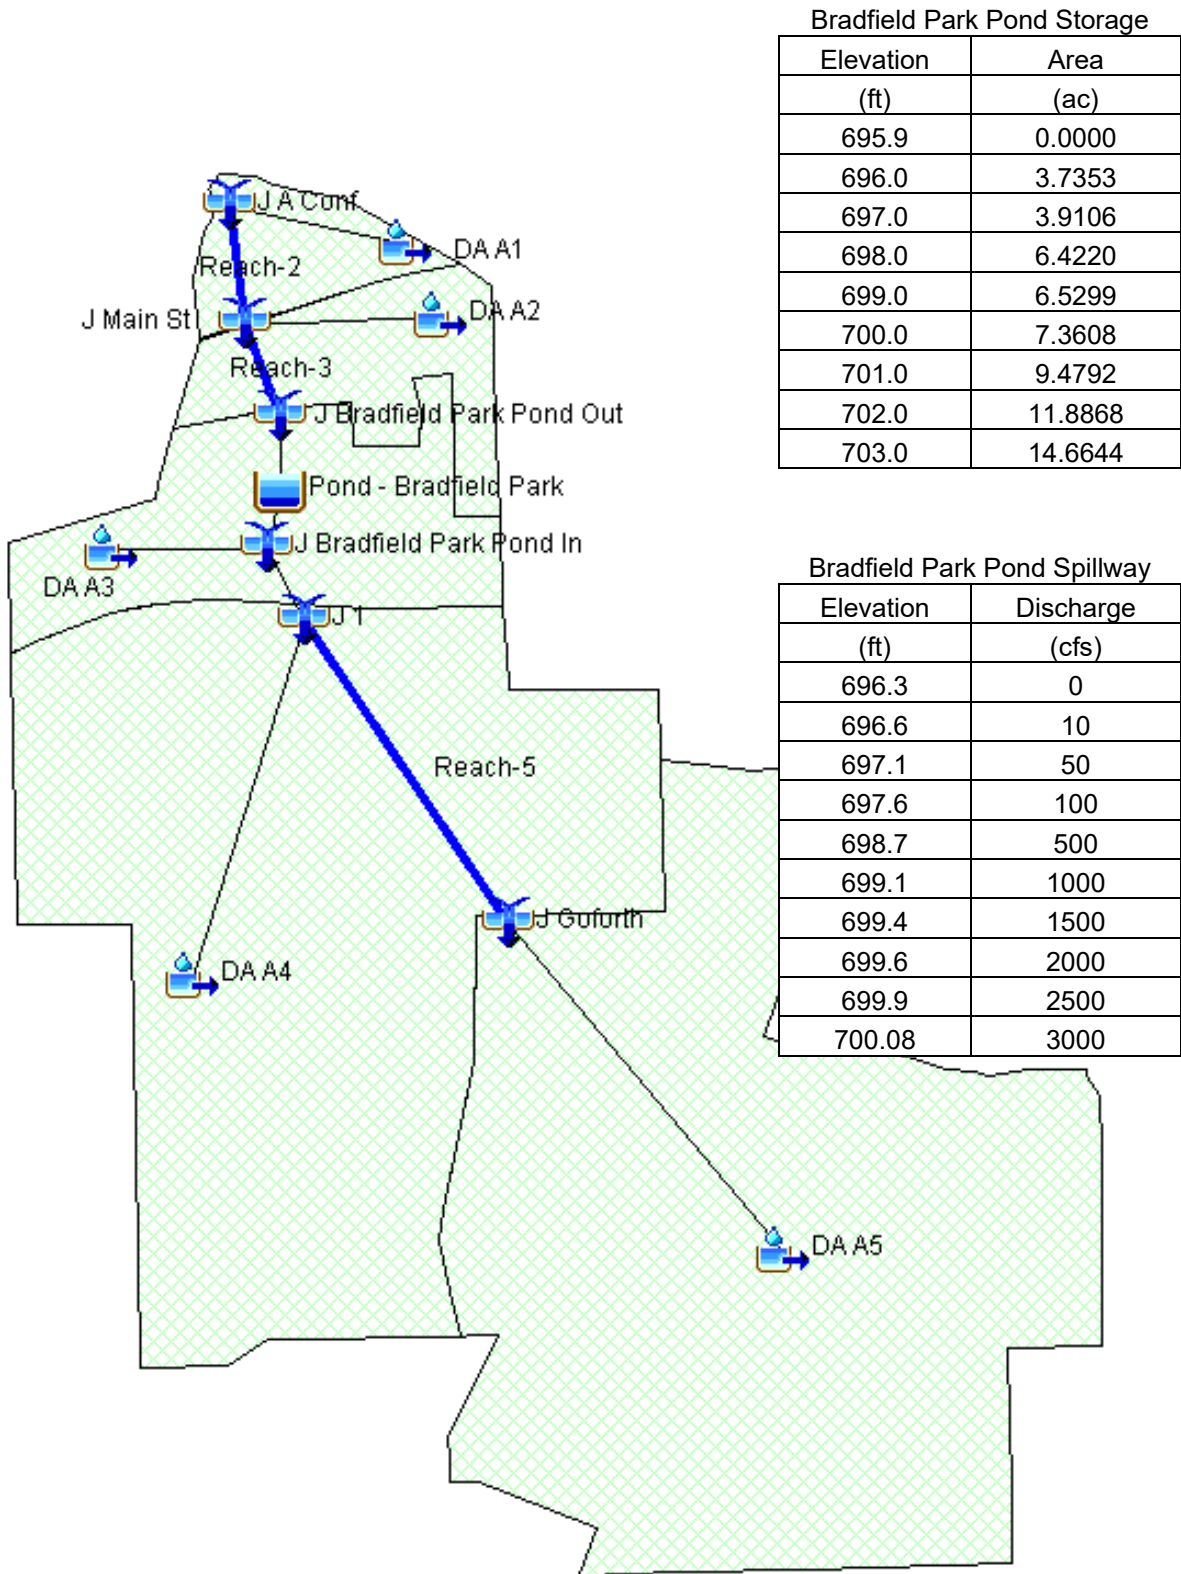 Bradfield Park Pond Storage
Elevation Area
(ft) (ac)
695.9 0.0000
696.0 3.7353
697.0 3.9106
698.0 6.4220
699.0 6.5299
700.0 7.3608
701.0 9.4792
702.0 11.8868
703.0 14.6644
J A Conf
DA A1
Reach-2
J Main St
DA A2
Reach-3
J Bradfield Park Pond Out
Pond - Bradfield Park
J Bradfield Park Pond In
DA A3
J 1
Bradfield Park Pond Spillway
Elevation Discharge
(ft) (cfs)
696.3 0
696.6 10
697.1 50
697.6 100
698.7 500
699.1 1000
699.4 1500
699.6 2000
699.9 2500
700.08 3000
Reach-5
J Goforth
DA A4
DA A5